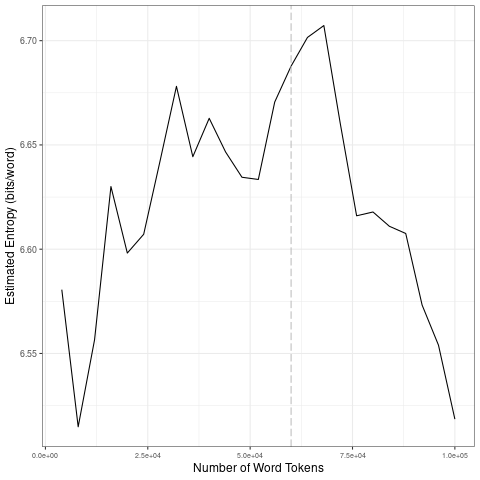 Estimated Entropy (bits/word)
6.70
6.65
6.60
6.55
0.0e+00 2.5e+04 5.0e+04 7.5e+04 1.0e+05
Number of Word Tokens